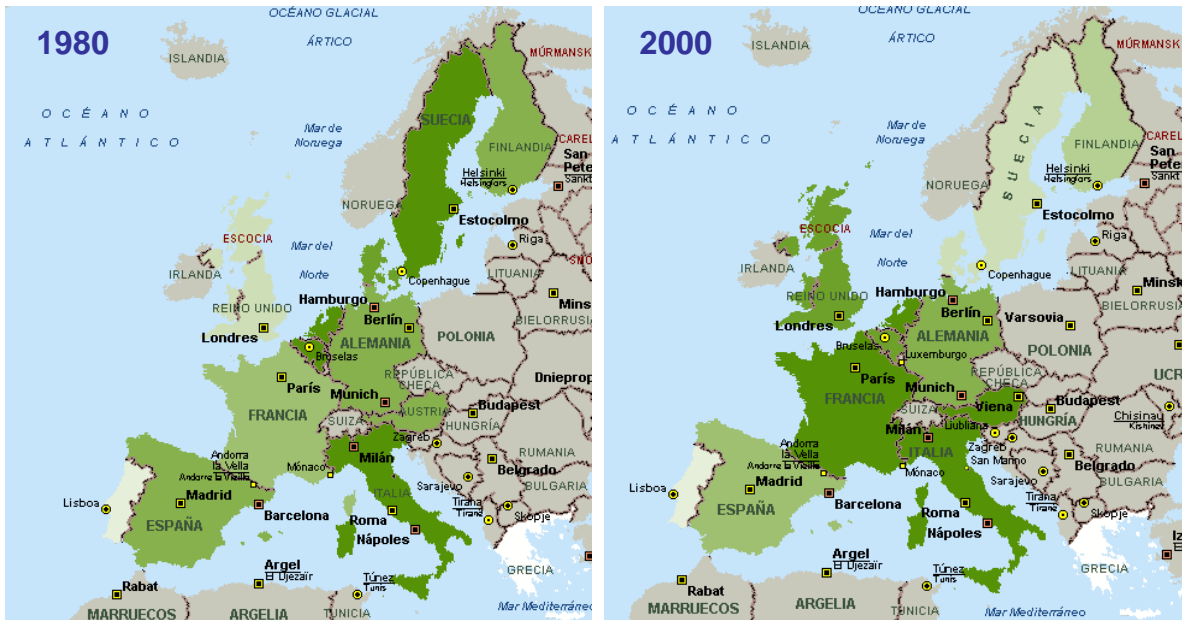 1980
OCÉANO GLACIAL
ÁRTICO
ISLANDIA
MÚRMANSK
OCÉANO
ATLÁNTICO
Mar de
Noruega
SUECIA
FINLANDIA
CAREL
San
Pete
Sankt
Helsinki
Helsingfors
NORUEGA
Estocolmo
ESCOCIA
Mar del
Norte
Riga
IRLANDA
Copenhague
LITUANIA
SMO
REINO UNIDO
Hamburgo
Mins
Berlín
BIELORRUSIA
Londres
ALEMANIA
POLONIA
Bruselas
REPÚBLICA
CHECA
Dnieprop
París
Munich
FRANCIA
AUSTRIA
Budapest
SUIZA
HUNGRÍA
Zagreb
Milán
RUMANIA
Andorra
la Vella
Andorre la Vieille
Mónaco
Belgrado
Lisboa
Madrid
ITALIA
Sarajevo
BULGARIA
Barcelona
Roma
Tirana
Tiranë
Skopje
ESPAÑA
Nápoles
GRECIA
Argel
El Djezaïr
Túnez
Tunis
Rabat
MARRUECOS
ARGELIA
TUNICIA
Mar Mediterráneo
2000
OCÉANO GLACIAL
ÁRTICO
ISLANDIA
MÚRMANSK
OCÉANO
ATLÁNTICO
Mar de
Noruega
SUECIA
FINLANDIA
CAREL
San
Peter
Sankt
Helsinki
Helsingfors
NORUEGA
Estocolmo
ESCOCIA
Mar del
Norte
Riga
IRLANDA
Copenhague
LITUANIA
REINO UNIDO
Hamburgo
Minsk
Berlín
Varsovia
BIELORRUSIA
Londres
ALEMANIA
POLONIA
Bruselas
Luxemburgo
REPÚBLICA
CHECA
UCR
París
Munich
FRANCIA
Viena
Budapest
SUIZA
Chisinay
Kishinev
Milán
Liubliana
HUNGRÍA
ITALIA
Zagreb
RUMANIA
Andorra
la Vella
Andorre la Vieille
Mónaco
San Marino
Belgrado
Lisboa
Madrid
Sarajevo
BULGARIA
Barcelona
Roma
Tirana
Tiranë
Skopje
ESPAÑA
Nápoles
GRECIA
Argel
El Djezaïr
Túnez
Tunis
Rabat
MARRUECOS
ARGELIA
TUNICIA
Mar Mediterráneo